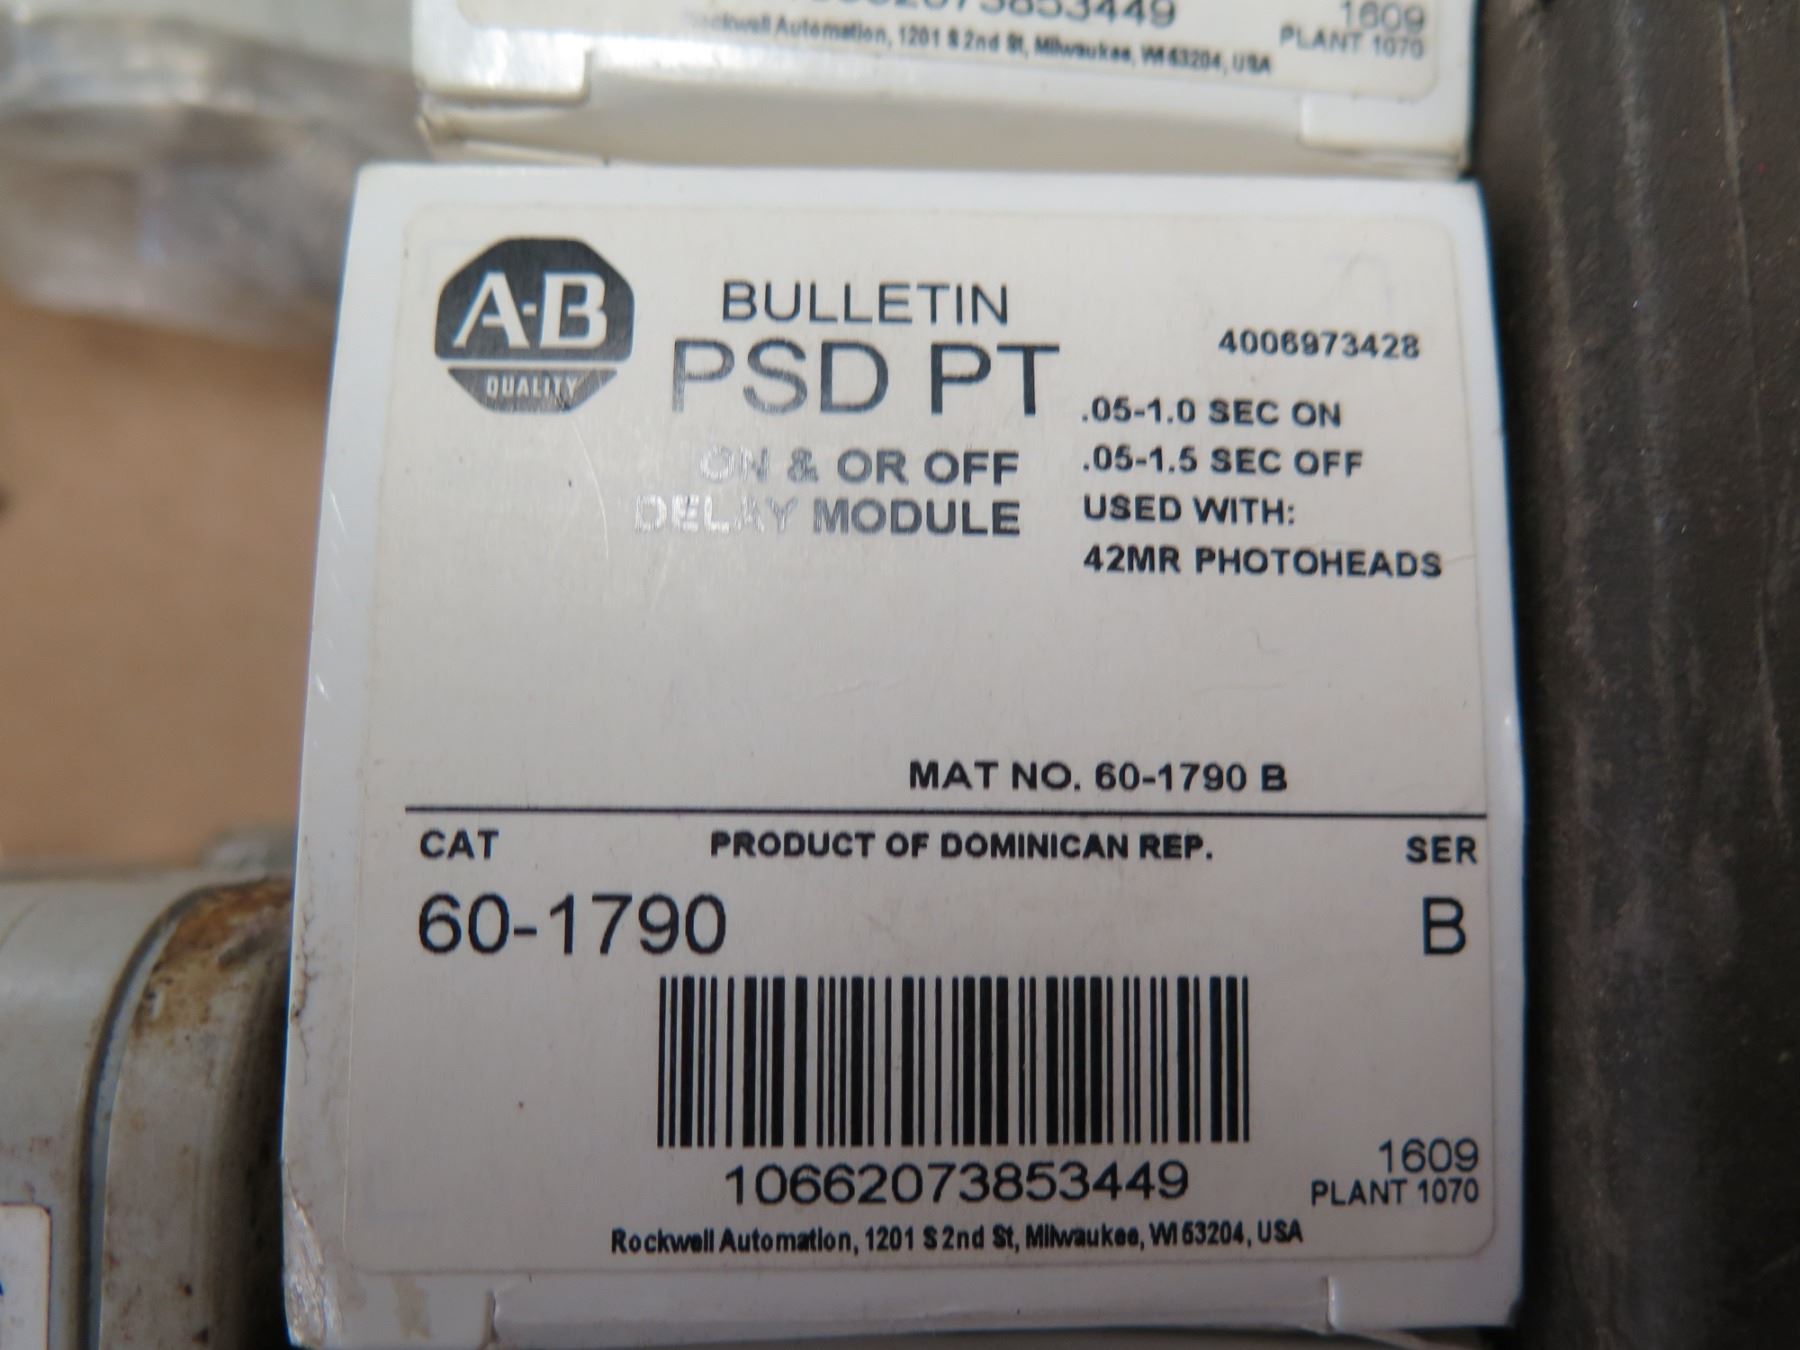 1609
Rockwell Automation, 1201 S 2nd St, Milwaukee, WI 53204, USA
PLANT 1070
A-B
QUALITY
BULLETIN
PSD PT
ON & OR OFF
DELAY MODULE
4006973428
.05-1.0 SEC ON
.05-1.5 SEC OFF
USED WITH:
42MR PHOTOHEADS
MAT NO. 60-1790 B
CAT
PRODUCT OF DOMINICAN REP.
SER
60-1790
B
10662073853449
1609
PLANT 1070
Rockwell Automation, 1201 S 2nd St, Milwaukee, WI 53204, USA